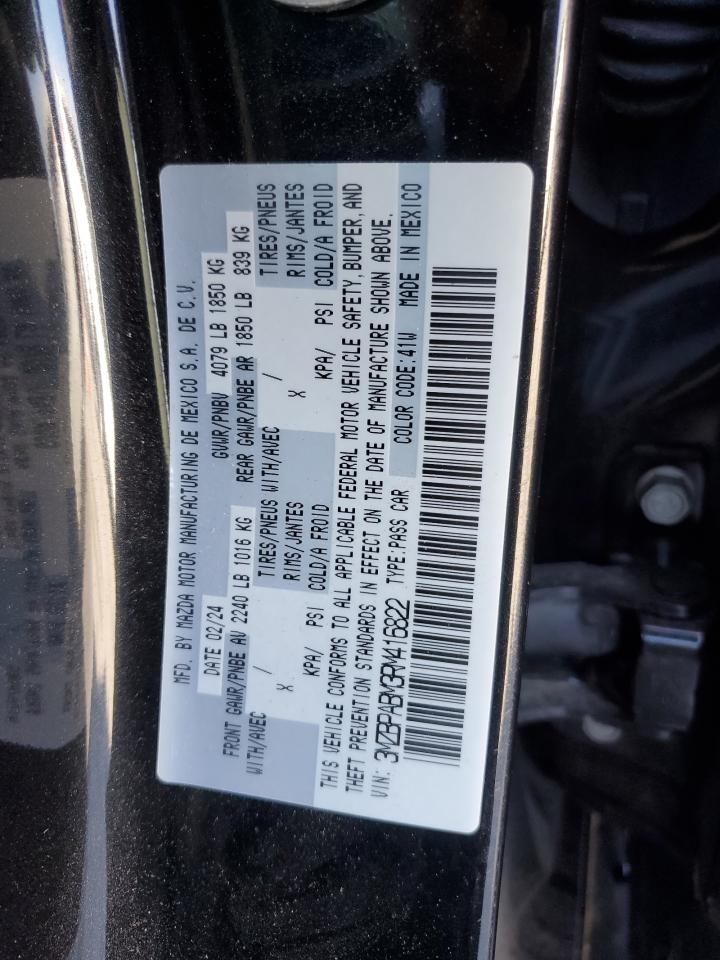 MFD. BY MAZDA MOTOR MANUFACTURING DE MEXICO S.A. DE C.V.
DATE 02/24 GVWR/PNBV 4079 LB 1850 KG
FRONT GAWR/PNBE AV 2240 LB 1016 KG REAR GAWR/PNBE AR 1850 LB 839 KG
WITH/AVEC / TIRES/PNEUS WITH/AVEC / TIRES/PNEUS
X RIMS/JANTES X RIMS/JANTES
KPA/ PSI COLD/A FROID KPA/ PSI COLD/A FROID
THIS VEHICLE CONFORMS TO ALL APPLICABLE FEDERAL MOTOR VEHICLE SAFETY, BUMPER, AND
THEFT PREVENTION STANDARDS IN EFFECT ON THE DATE OF MANUFACTURE SHOWN ABOVE.
VIN: 3MZBPABM3RM416822 TYPE:PASS CAR COLOR CODE:41W MADE IN MEXICO